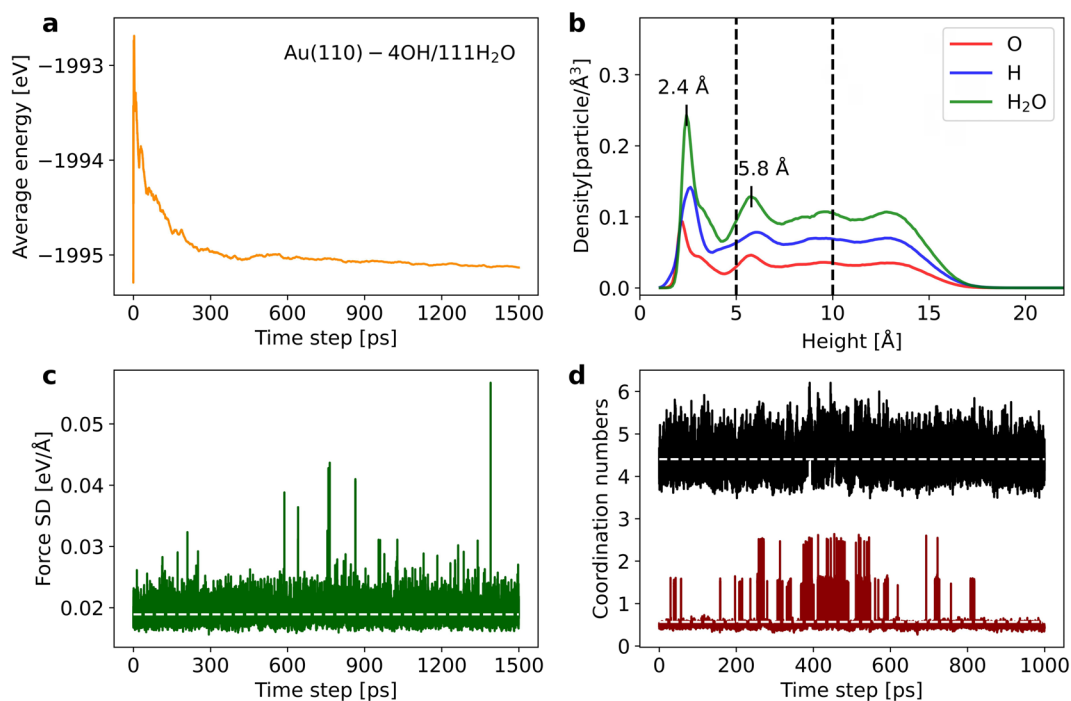 a
Au(110) − 4OH/111H₂O
Average energy [eV]
−1993
−1994
−1995
0 300 600 900 1200 1500
Time step [ps]
b
2.4 Å
5.8 Å
O
H
H₂O
Density[particle/Å³]
0.3
0.2
0.1
0.0
0 5 10 15 20
Height [Å]
c
Force SD [eV/Å]
0.05
0.04
0.03
0.02
0 300 600 900 1200 1500
Time step [ps]
d
Coordination numbers
6
5
4
3
2
1
0
0 200 400 600 800 1000
Time step [ps]